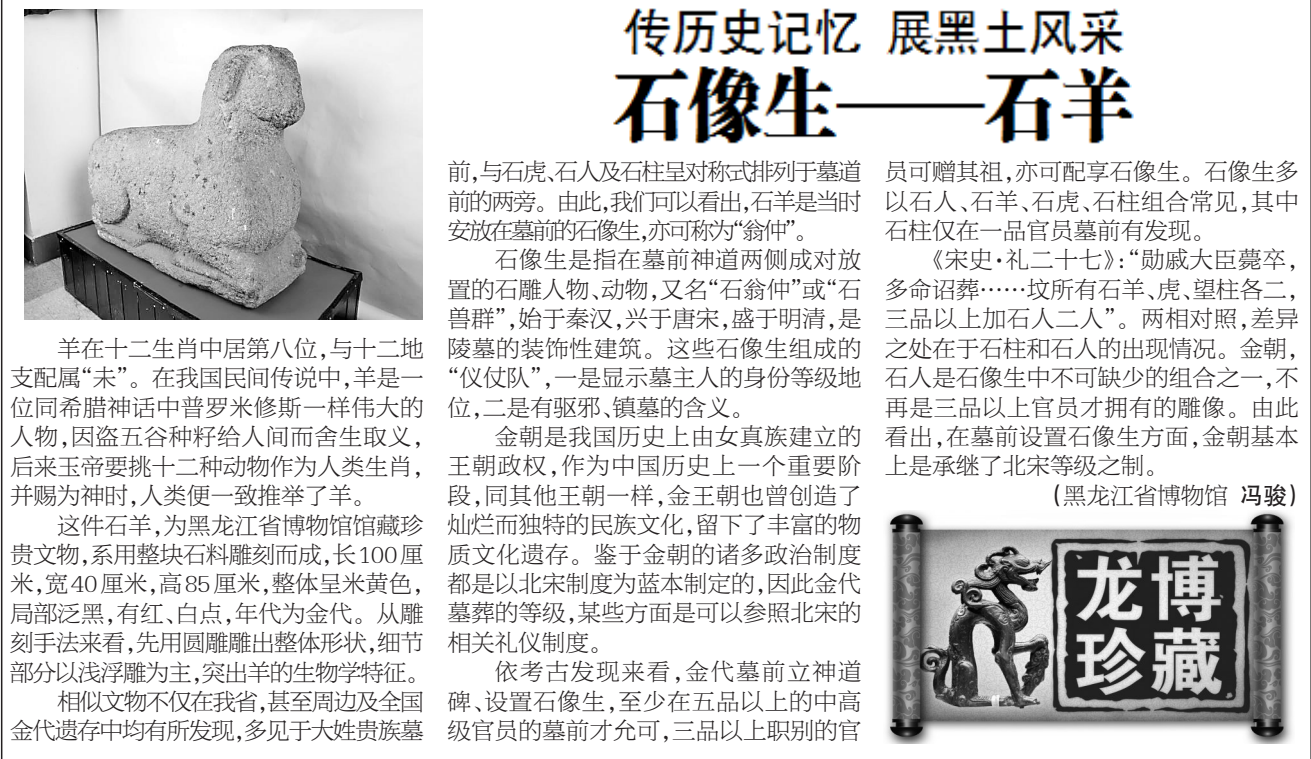 传历史记忆 展黑土风采
石像生——石羊
羊在十二生肖中居第八位,与十二地
支配属“未”。在我国民间传说中,羊是一
位同希腊神话中普罗米修斯一样伟大的
人物,因盗五谷种籽给人间而舍生取义,
后来玉帝要挑十二种动物作为人类生肖,
并赐为神时,人类便一致推举了羊。
这件石羊,为黑龙江省博物馆馆藏珍
贵文物,系用整块石料雕刻而成,长100厘
米,宽40厘米,高85厘米,整体呈米黄色,
局部泛黑,有红、白点,年代为金代。从雕
刻手法来看,先用圆雕雕出整体形状,细节
部分以浅浮雕为主,突出羊的生物学特征。
相似文物不仅在我省,甚至周边及全国
金代遗存中均有所发现,多见于大姓贵族墓
前,与石虎、石人及石柱呈对称式排列于墓道
前的两旁。由此,我们可以看出,石羊是当时
安放在墓前的石像生,亦可称为“翁仲”。
石像生是指在墓前神道两侧成对放
置的石雕人物、动物,又名“石翁仲”或“石
兽群”,始于秦汉,兴于唐宋,盛于明清,是
陵墓的装饰性建筑。这些石像生组成的
“仪仗队”,一是显示墓主人的身份等级地
位,二是有驱邪、镇墓的含义。
金朝是我国历史上由女真族建立的
王朝政权,作为中国历史上一个重要阶
段,同其他王朝一样,金王朝也曾创造了
灿烂而独特的民族文化,留下了丰富的物
质文化遗存。鉴于金朝的诸多政治制度
都是以北宋制度为蓝本制定的,因此金代
墓葬的等级,某些方面是可以参照北宋的
相关礼仪制度。
依考古发现来看,金代墓前立神道
碑、设置石像生,至少在五品以上的中高
级官员的墓前才允可,三品以上职别的官
员可赠其祖,亦可配享石像生。石像生多
以石人、石羊、石虎、石柱组合常见,其中
石柱仅在一品官员墓前有发现。
《宋史·礼二十七》:“勋戚大臣薨卒,
多命诏葬……坟所有石羊、虎、望柱各二,
三品以上加石人二人”。两相对照,差异
之处在于石柱和石人的出现情况。金朝,
石人是石像生中不可缺少的组合之一,不
再是三品以上官员才拥有的雕像。由此
看出,在墓前设置石像生方面,金朝基本
上是承继了北宋等级之制。
(黑龙江省博物馆 冯骏)
龙博
珍藏